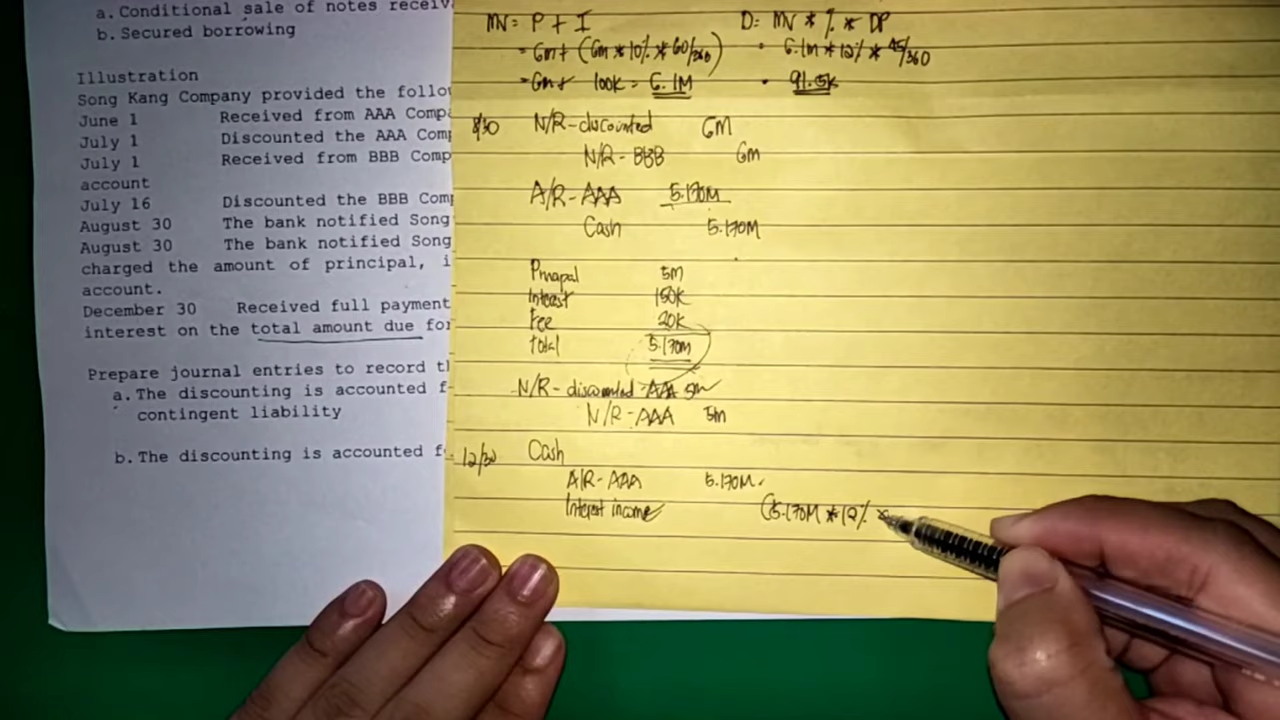 a. Conditional sale of notes receiv
b. Secured borrowing
Illustration
Song Kang Company provided the follo
June 1 Received from AAA Comp
July 1 Discounted the AAA Com
July 1 Received from BBB Comp
account
July 16 Discounted the BBB Com
August 30 The bank notified Song
August 30 The bank notified Song
charged the amount of principal, i
account.
December 30 Received full payment
interest on the total amount due for
Prepare journal entries to record t
a. The discounting is accounted f
contingent liability
b. The discounting is accounted f
MV = P + I
= 6m + (6m * 10% * 60/360)
= 6m + 100k = 6.1M
D = MV * % * DP
= 6.1m * 12% * 45/360
= 91.5k
8/30 N/R-discounted 6M
N/R-BBB 6m
A/R-AAA 5.170M
Cash 5.170M
Principal 5M
Interest 150K
Fee 20K
Total 5.170M
N/R-discounted AAA 5m
N/R-AAA 5m
12/30 Cash
A/R-AAA 5.170M
Interest income (5.170M * 12% *